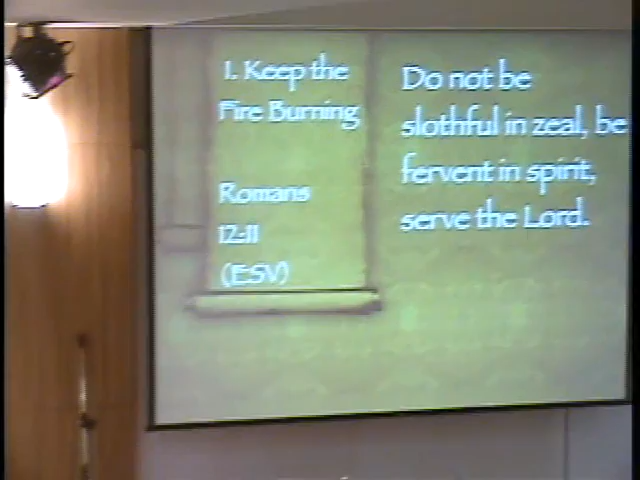 1. Keep the
Fire Burning
Romans
12:11
(ESV)
Do not be
slothful in zeal, be
fervent in spirit,
serve the Lord.